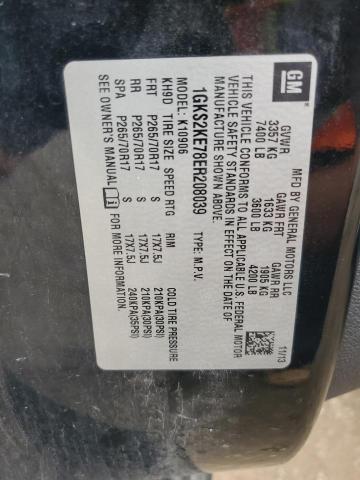 GM
MFD BY GENERAL MOTORS LLC
GVWR GAWR FRT GAWR RR
3357 KG 1633 KG 1905 KG
7400 LB 3600 LB 4200 LB
11/13
THIS VEHICLE CONFORMS TO ALL APPLICABLE U.S. FEDERAL MOTOR
VEHICLE SAFETY STANDARDS IN EFFECT ON THE DATE OF
MANUFACTURE SHOWN ABOVE.
1GKS2KE78ER208039 TYPE: M.P.V.
MODEL: K10906
KH9D TIRE SIZE SPEED RTG RIM COLD TIRE PRESSURE
FRT P265/70R17 S 17X7.5J 210KPA(30PSI)
RR P265/70R17 S 17X7.5J 210KPA(30PSI)
SPA P265/70R17 S 17X7.5J 240KPA(35PSI)
SEE OWNER'S MANUAL